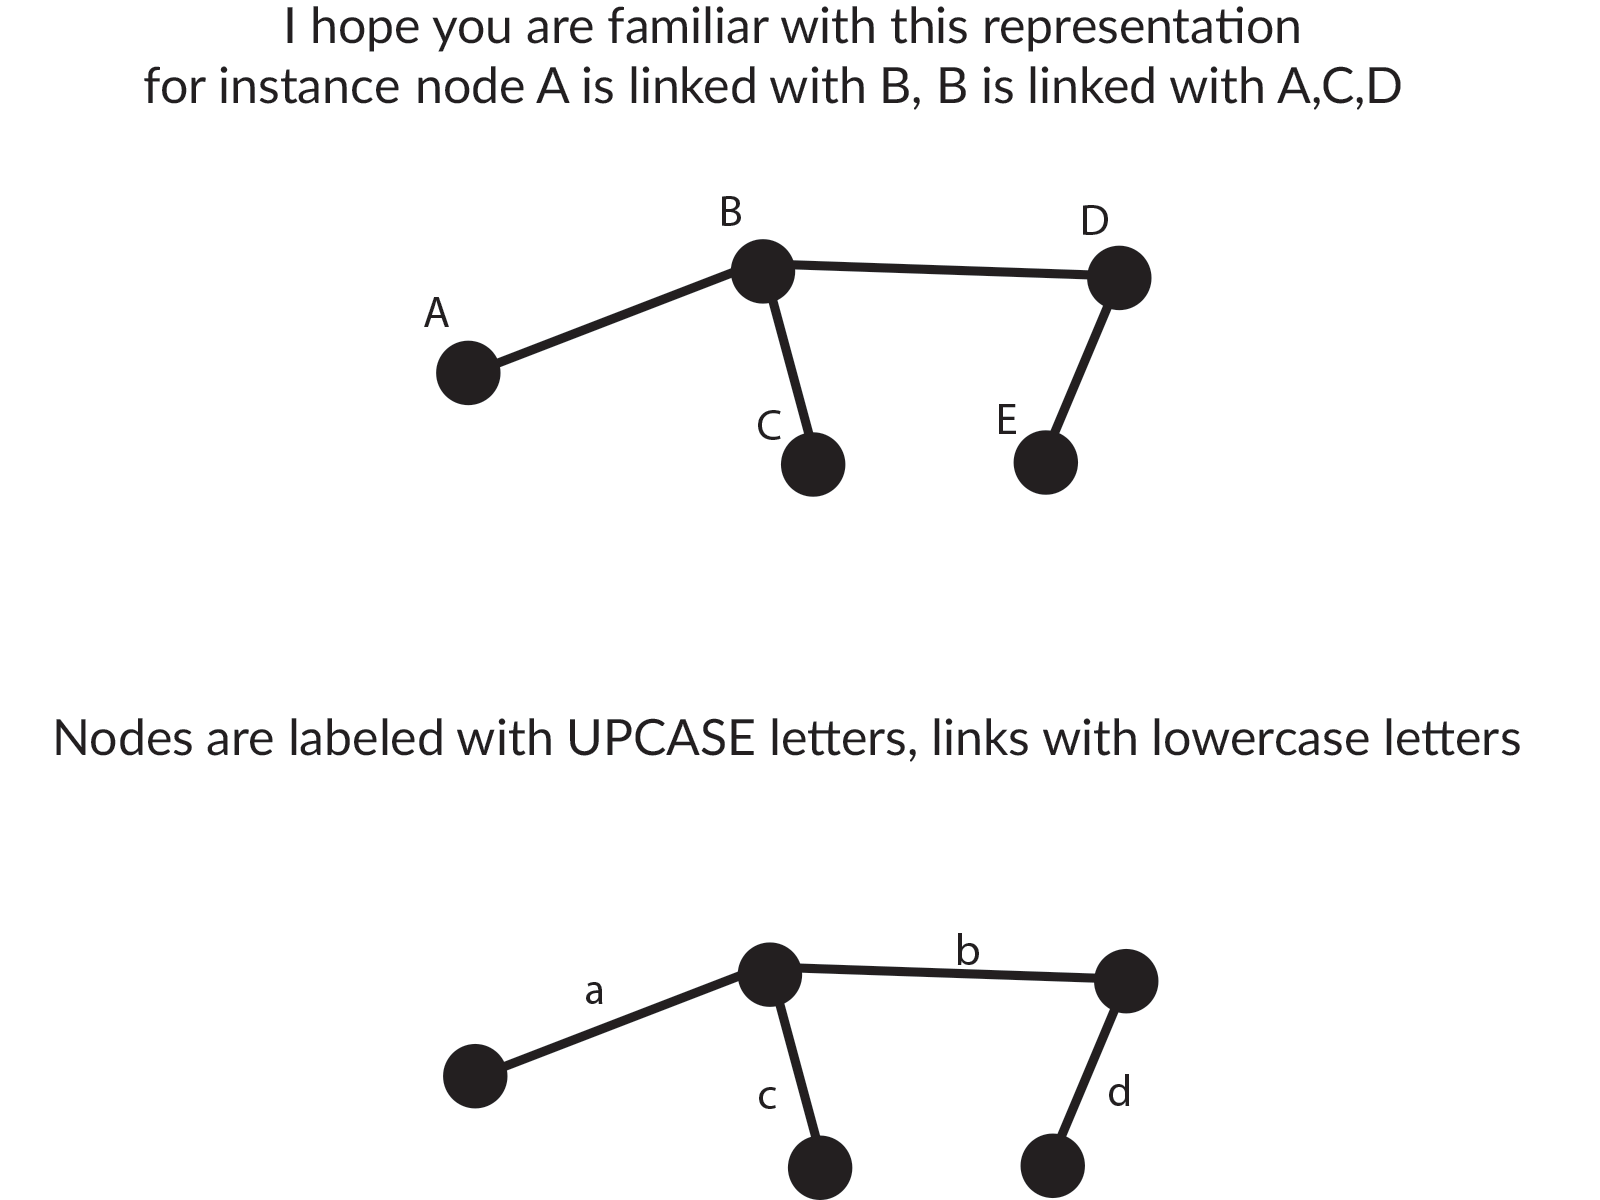 I hope you are familiar with this representation
for instance node A is linked with B, B is linked with A,C,D
B
D
A
C
E
Nodes are labeled with UPCASE letters, links with lowercase letters
b
a
c
d